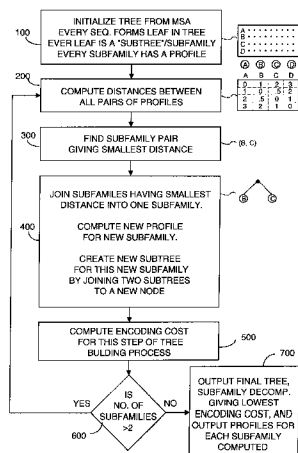 100
INITIALIZE TREE FROM MSA
EVERY SEQ. FORMS LEAF IN TREE
EVER LEAF IS A "SUBTREE"/SUBFAMILY
EVERY SUBFAMILY HAS A PROFILE
A
B
C
D
A B C D
200
COMPUTE DISTANCES BETWEEN
ALL PAIRS OF PROFILES
A B C D
0 1 2 3
1 0 .5 2
2 .5 0 1
3 2 1 0
300
FIND SUBFAMILY PAIR
GIVING SMALLEST DISTANCE
(B, C)
400
JOIN SUBFAMILES HAVING SMALLEST
DISTANCE INTO ONE SUBFAMILY.
COMPUTE NEW PROFILE
FOR NEW SUBFAMILY.
CREATE NEW SUBTREE
FOR THIS NEW SUBFAMILY
BY JOINING TWO SUBTREES
TO A NEW NODE
B C
500
COMPUTE ENCODING COST
FOR THIS STEP OF TREE
BULDING PROCESS
600
IS
NO. OF
SUBFAMILIES
>2
YES
NO
700
OUTPUT FINAL TREE,
SUBFAMILY DECOMP.
GIVING LOWEST
ENCODING COST, AND
OUTPUT PROFILES FOR
EACH SUBFAMILY
COMPUTED